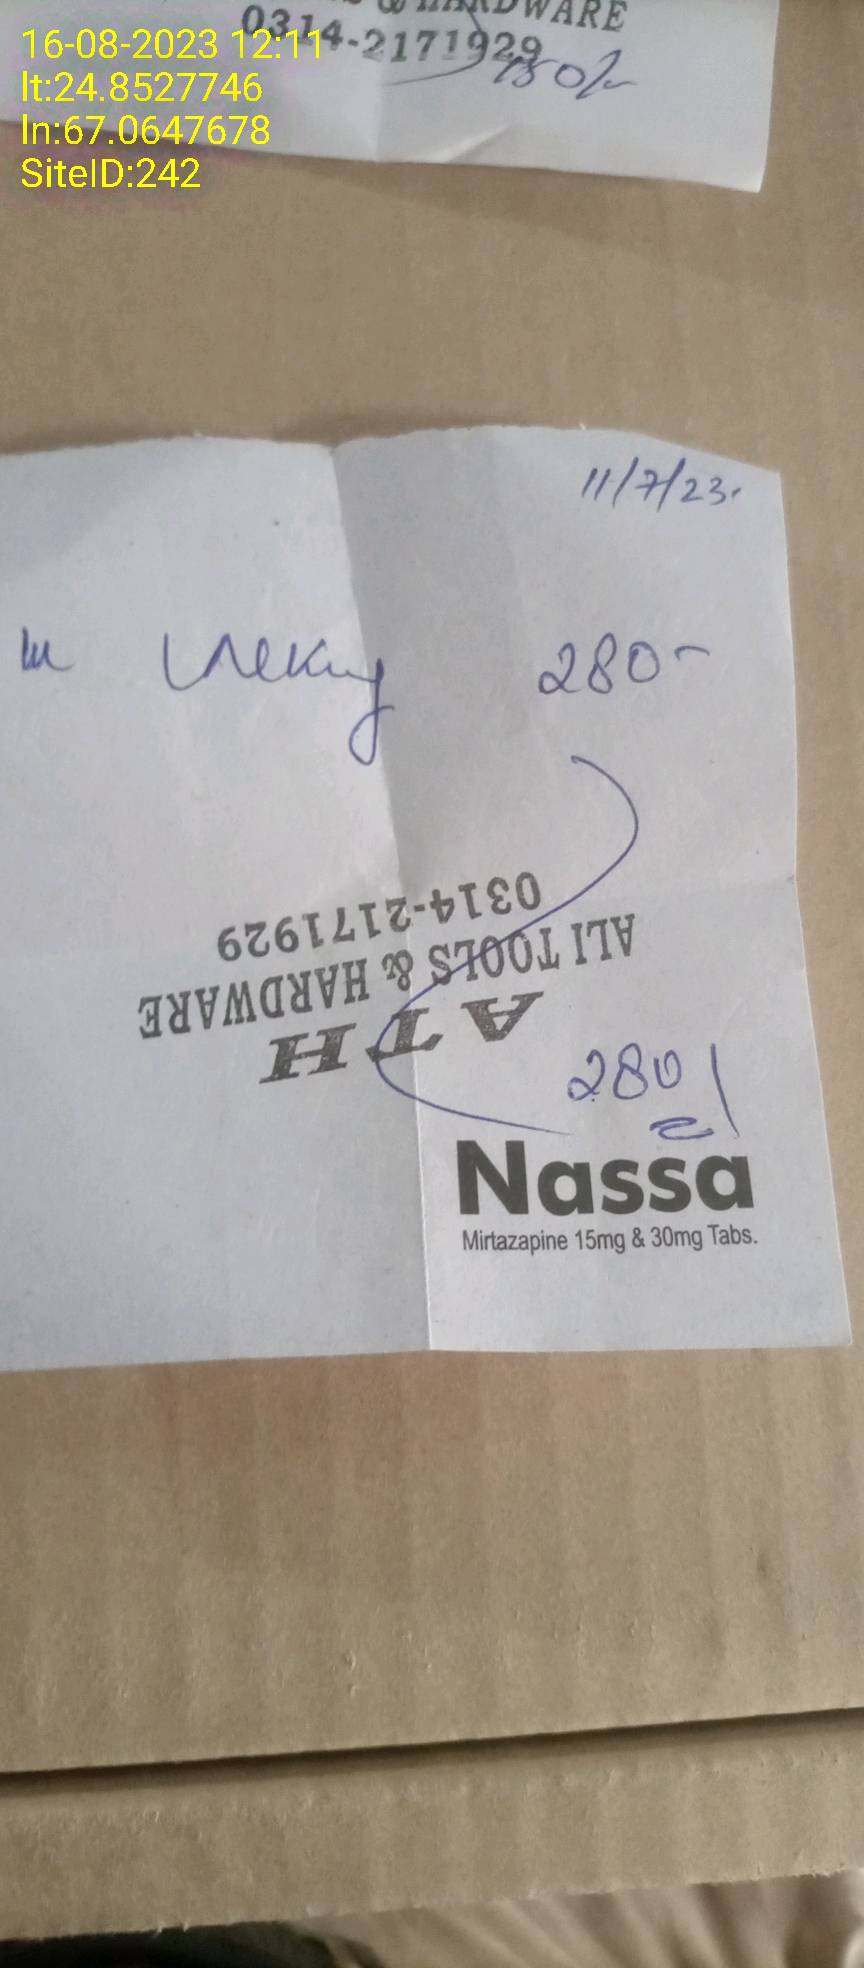 & HARDWARE
0314-2171929
16-08-2023 12:11
lt:24.8527746
ln:67.0647678
SiteID:242
11/7/23.
280-
0314-2171929
ALI TOOLS & HARDWARE
A T H
280/
Nassa
Mirtazapine 15mg & 30mg Tabs.